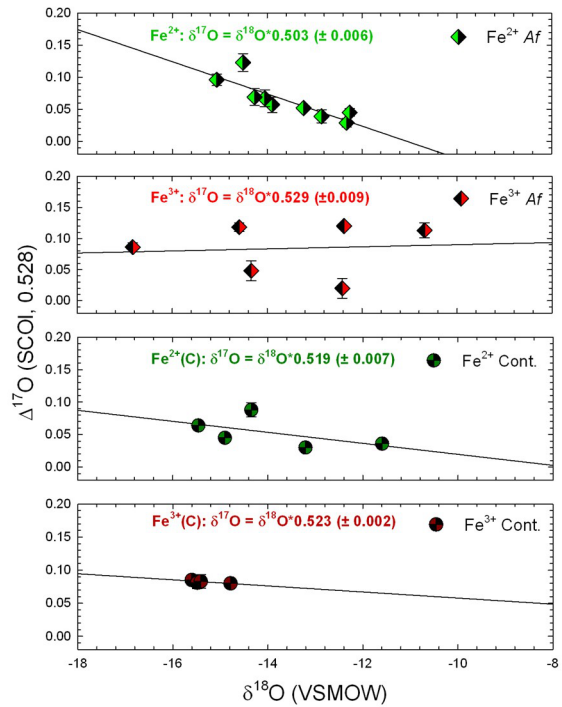 Fe²⁺: δ¹⁷O = δ¹⁸O*0.503 (± 0.006)
Fe²⁺ Af
0.20
0.15
0.10
0.05
0.00
Fe³⁺: δ¹⁷O = δ¹⁸O*0.529 (±0.009)
Fe³⁺ Af
0.20
0.15
0.10
0.05
0.00
Δ¹⁷O (SCOI, 0.528)
Fe²⁺(C): δ¹⁷O = δ¹⁸O*0.519 (± 0.007)
Fe²⁺ Cont.
0.20
0.15
0.10
0.05
0.00
Fe³⁺(C): δ¹⁷O = δ¹⁸O*0.523 (± 0.002)
Fe³⁺ Cont.
0.20
0.15
0.10
0.05
0.00
-18 -16 -14 -12 -10 -8
δ¹⁸O (VSMOW)